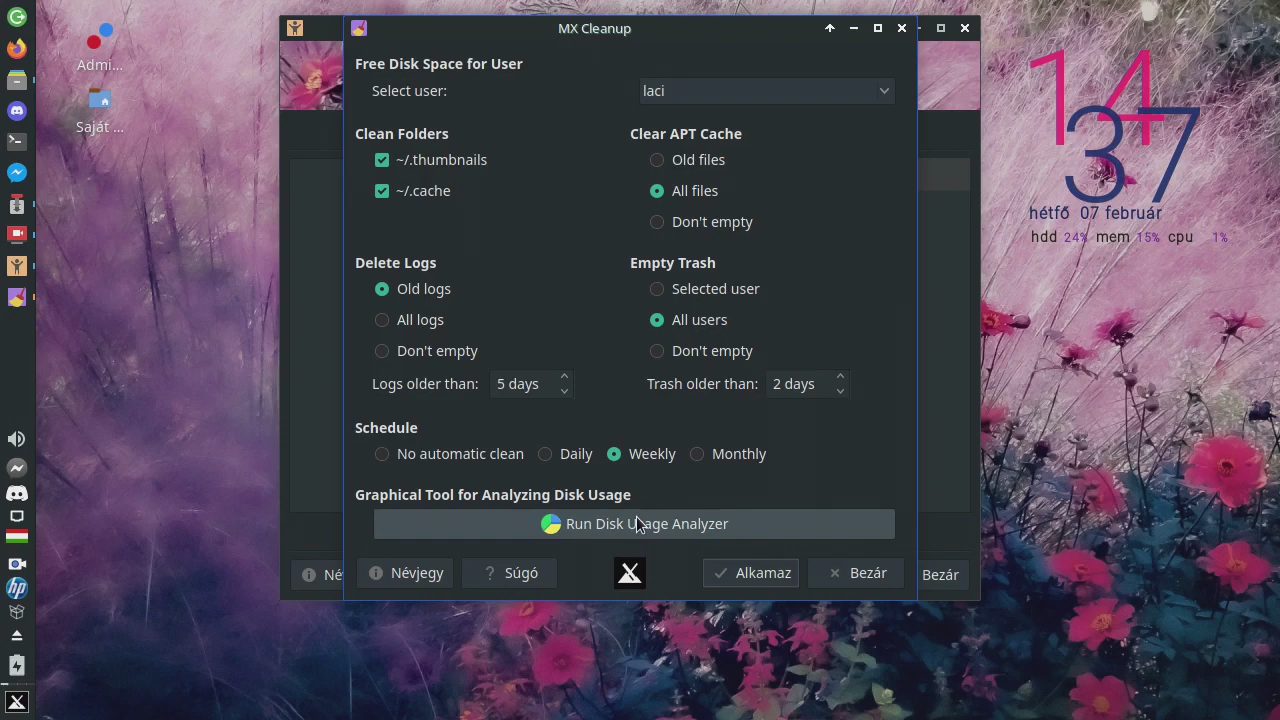 MX Cleanup
Free Disk Space for User
Select user:
laci
Clean Folders
~/.thumbnails
~/.cache
Clear APT Cache
Old files
All files
Don't empty
Delete Logs
Old logs
All logs
Don't empty
Logs older than:
5 days
Empty Trash
Selected user
All users
Don't empty
Trash older than:
2 days
Schedule
No automatic clean
Daily
Weekly
Monthly
Graphical Tool for Analyzing Disk Usage
Run Disk Usage Analyzer
Névjegy
? Súgó
Alkamaz
Bezár
Bezár
Admi...
Saját ...
hp
14
37
hétfő 07 február
hdd 24% mem 15% cpu 1%